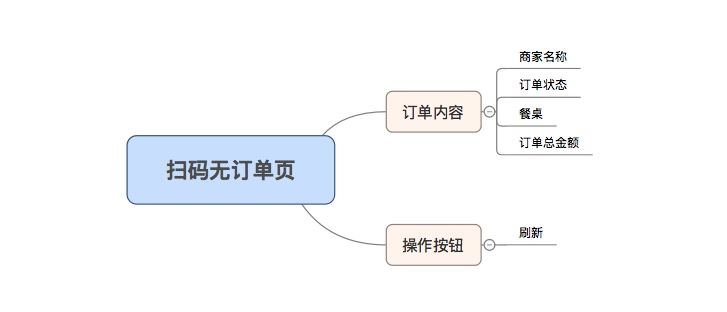 扫码无订单页
订单内容
商家名称
订单状态
餐桌
订单总金额
操作按钮
刷新